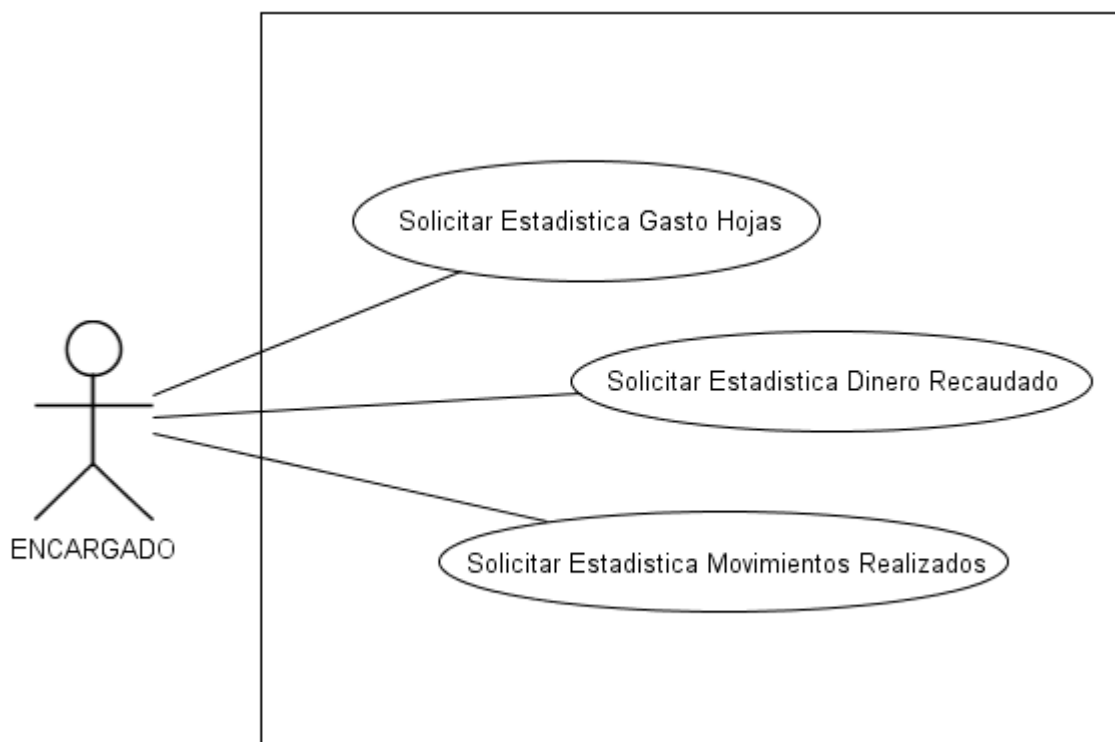 Solicitar Estadistica Gasto Hojas
Solicitar Estadistica Dinero Recaudado
ENCARGADO
Solicitar Estadistica Movimientos Realizados